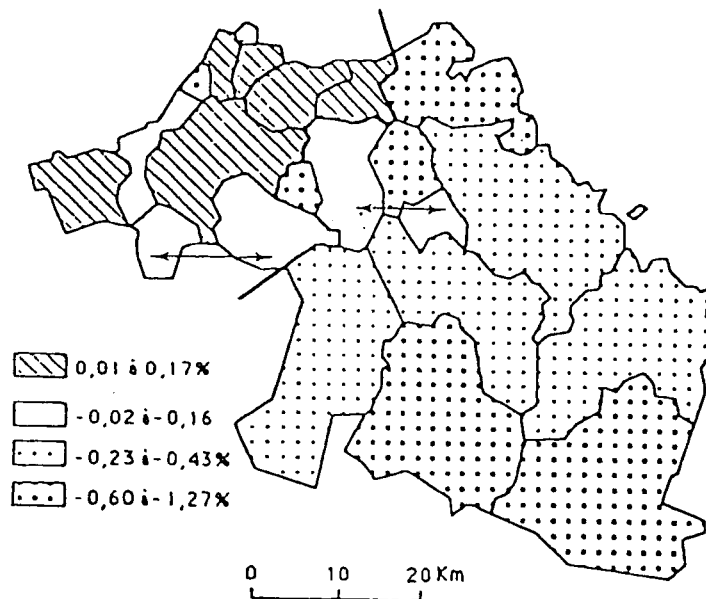 0,01 à 0,17%
-0,02 à -0,16
-0,23 à -0,43%
-0,60 à -1,27%
0 10 20 Km